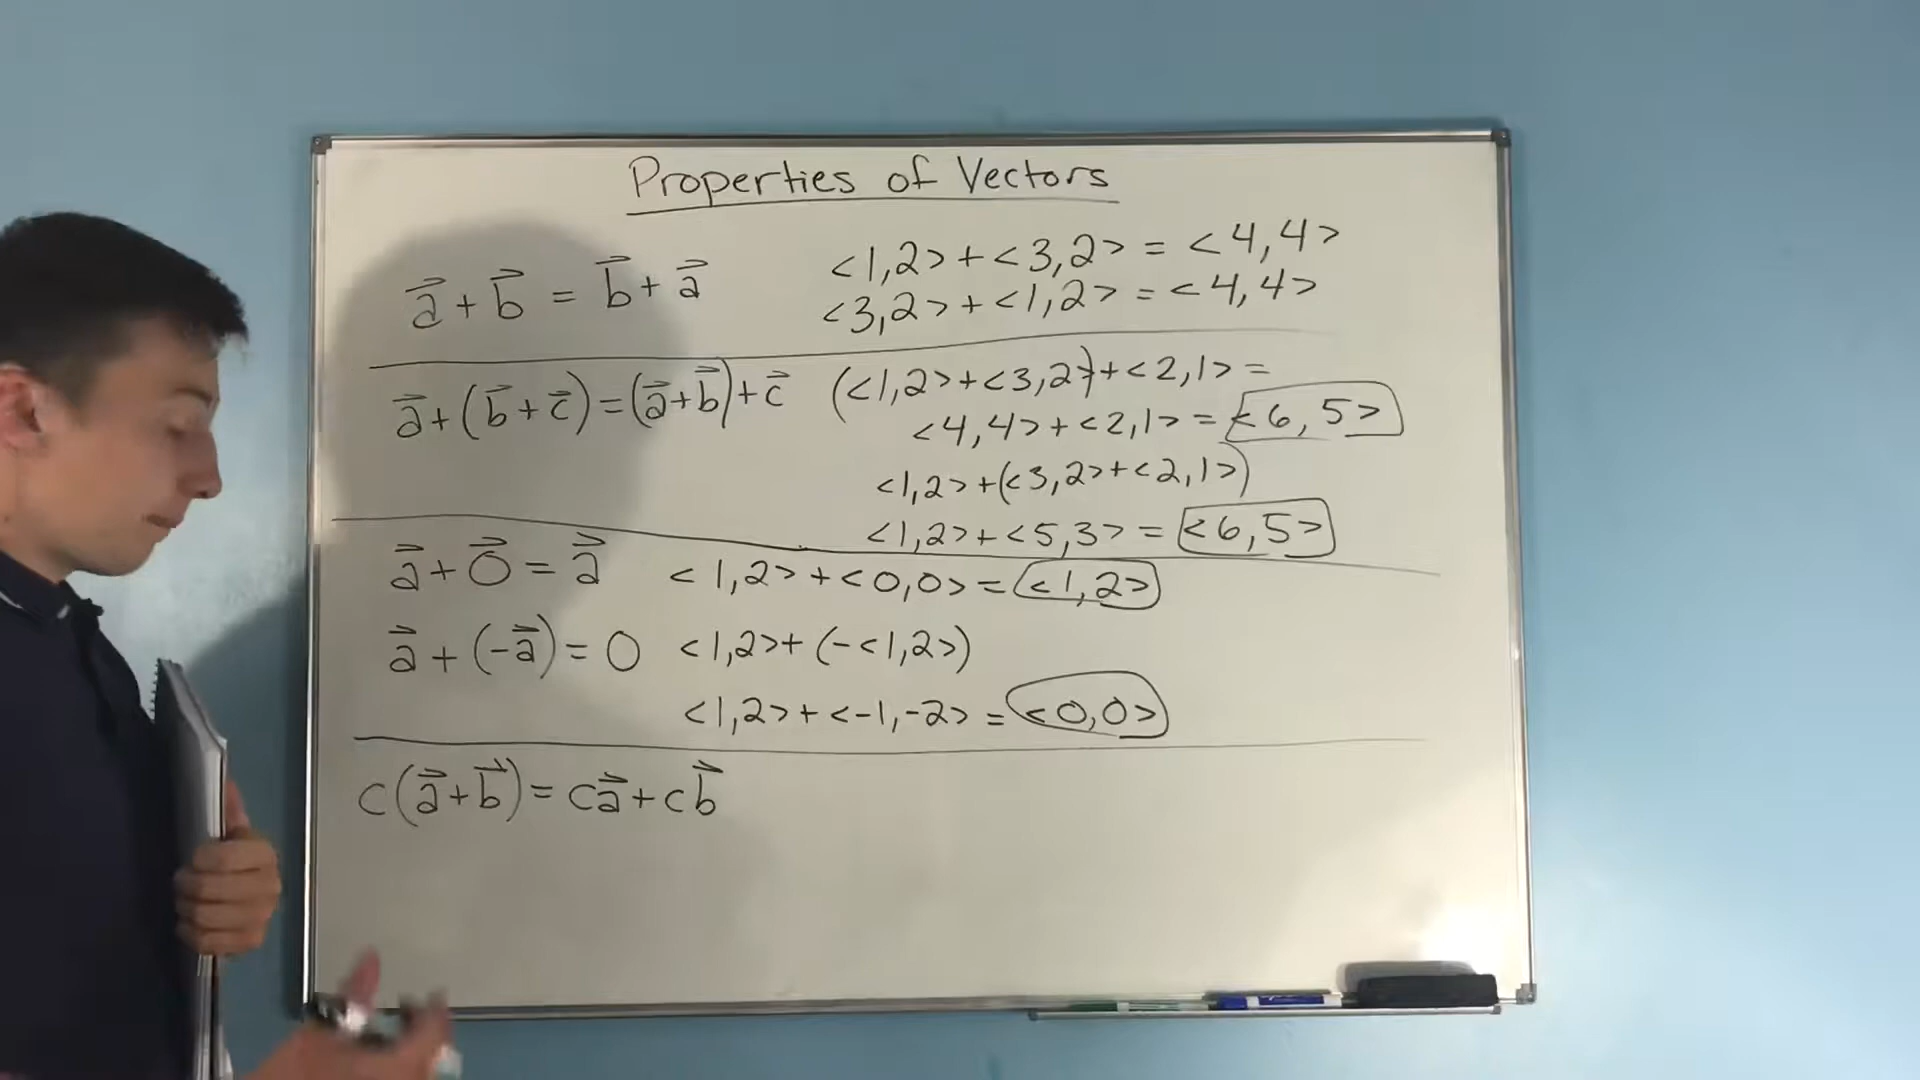 Properties of Vectors
a⃗ + b⃗ = b⃗ + a⃗
<1,2> + <3,2> = <4,4>
<3,2> + <1,2> = <4,4>
a⃗ + (b⃗ + c⃗) = (a⃗ + b⃗) + c⃗
(<1,2> + <3,2>) + <2,1> =
<4,4> + <2,1> = <6,5>
<1,2> + (<3,2> + <2,1>)
<1,2> + <5,3> = <6,5>
a⃗ + 0⃗ = a⃗
<1,2> + <0,0> = <1,2>
a⃗ + (-a⃗) = 0
<1,2> + (-<1,2>)
<1,2> + <-1,-2> = <0,0>
c(a⃗ + b⃗) = ca⃗ + cb⃗